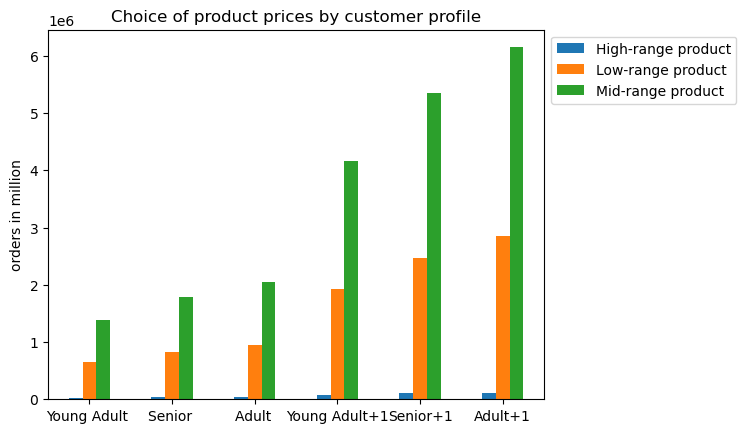 Choice of product prices by customer profile
1e6
High-range product
Low-range product
Mid-range product
orders in million
6
5
4
3
2
1
0
Young Adult Senior Adult Young Adult+1 Senior+1 Adult+1